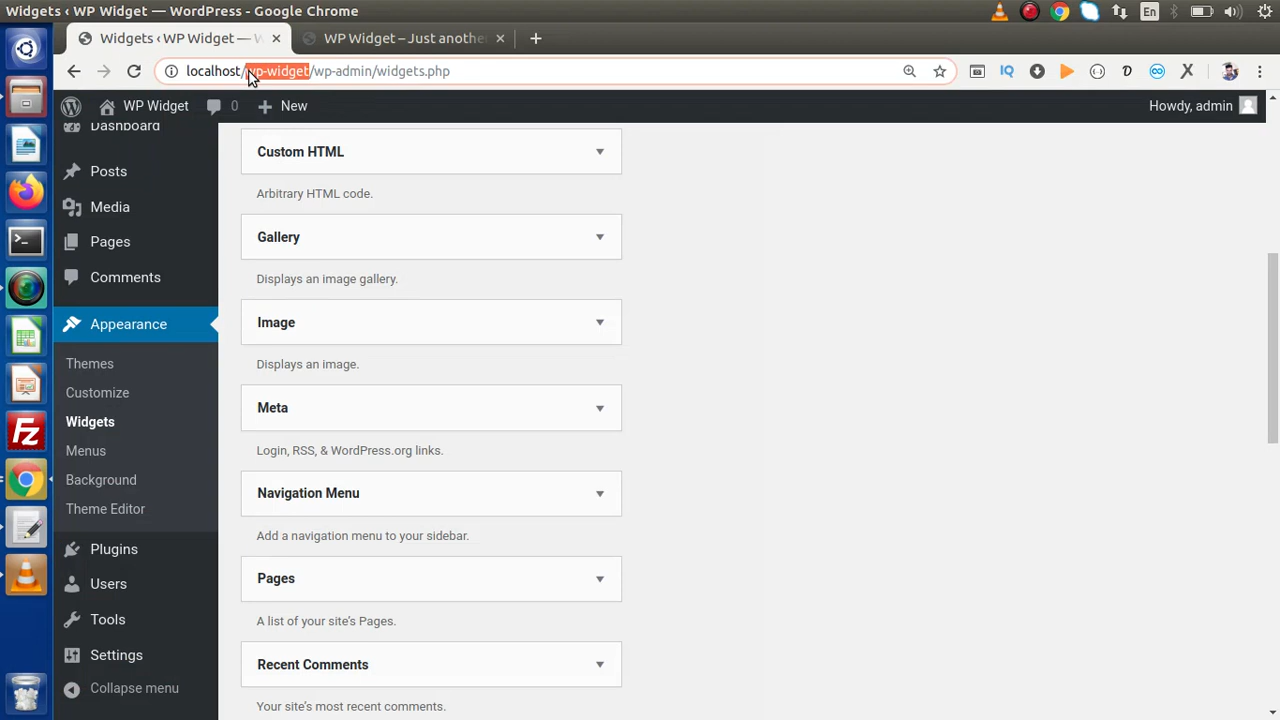 Widgets ‹ WP Widget — WordPress - Google Chrome
En
Widgets ‹ WP Widget —
WP Widget – Just anothe
localhost/wp-widget/wp-admin/widgets.php
IQ
WP Widget
0
New
Howdy, admin
Dashboard
Posts
Media
Pages
Comments
Appearance
Themes
Customize
Widgets
Menus
Background
Theme Editor
Plugins
Users
Tools
Settings
Collapse menu
Custom HTML
Arbitrary HTML code.
Gallery
Displays an image gallery.
Image
Displays an image.
Meta
Login, RSS, & WordPress.org links.
Navigation Menu
Add a navigation menu to your sidebar.
Pages
A list of your site's Pages.
Recent Comments
Your site's most recent comments.
Fz